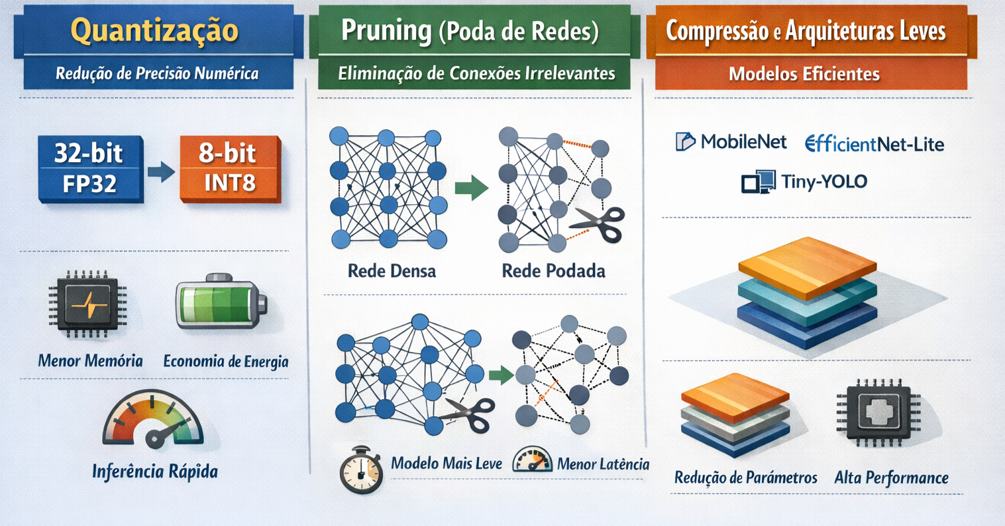 Quantização
Redução de Precisão Numérica
32-bit
FP32
8-bit
INT8
Menor Memória
Economia de Energia
Inferência Rápida
Pruning (Poda de Redes)
Eliminação de Conexões Irrelevantes
Rede Densa
Rede Podada
Modelo Mais Leve
Menor Latência
Compressão e Arquiteturas Leves
Modelos Eficientes
MobileNet
EfficientNet-Lite
Tiny-YOLO
Redução de Parâmetros
Alta Performance